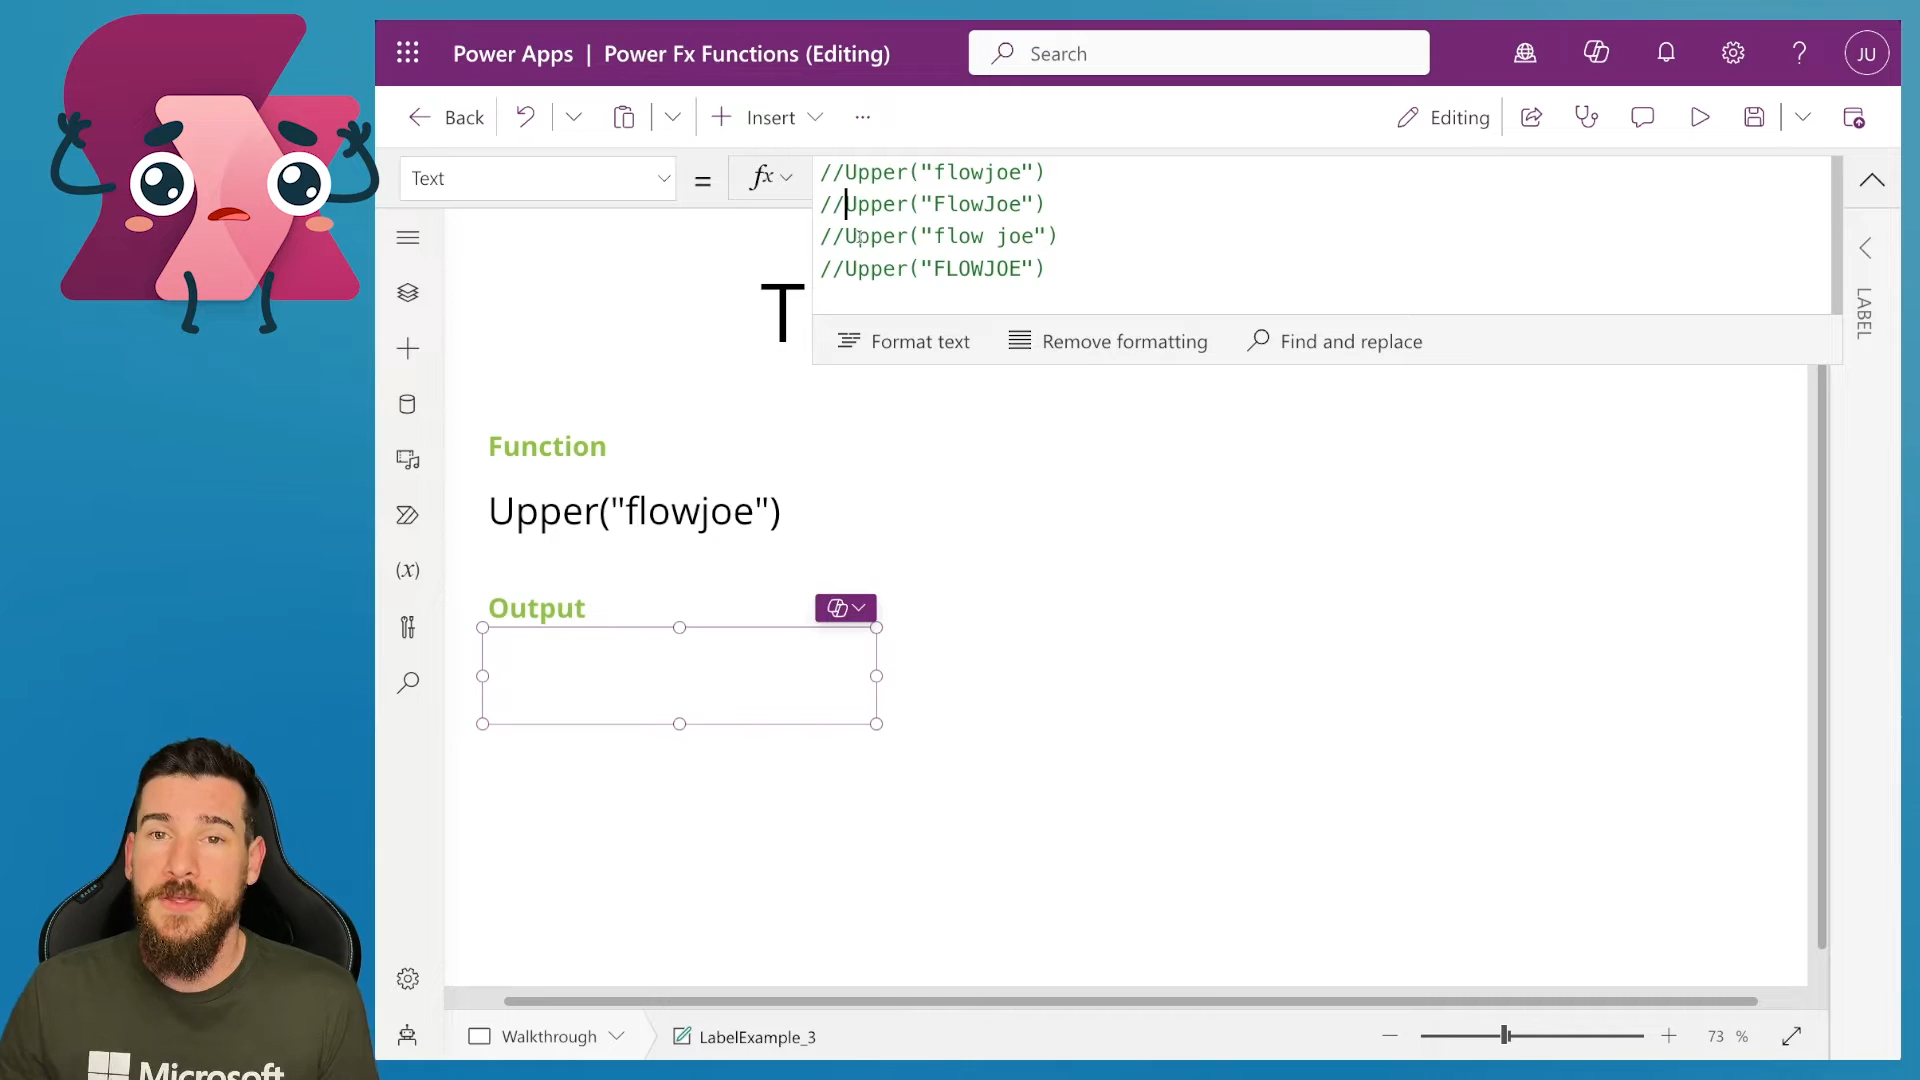 Power Apps | Power Fx Functions (Editing)
Search
JU
Back
Insert
Editing
Text
=
fx
//Upper("flowjoe")
//Upper("FlowJoe")
//Upper("flow joe")
//Upper("FLOWJOE")
Format text
Remove formatting
Find and replace
LABEL
T
Function
Upper("flowjoe")
Output
(x)
Walkthrough
LabelExample_3
73 %
Microsoft